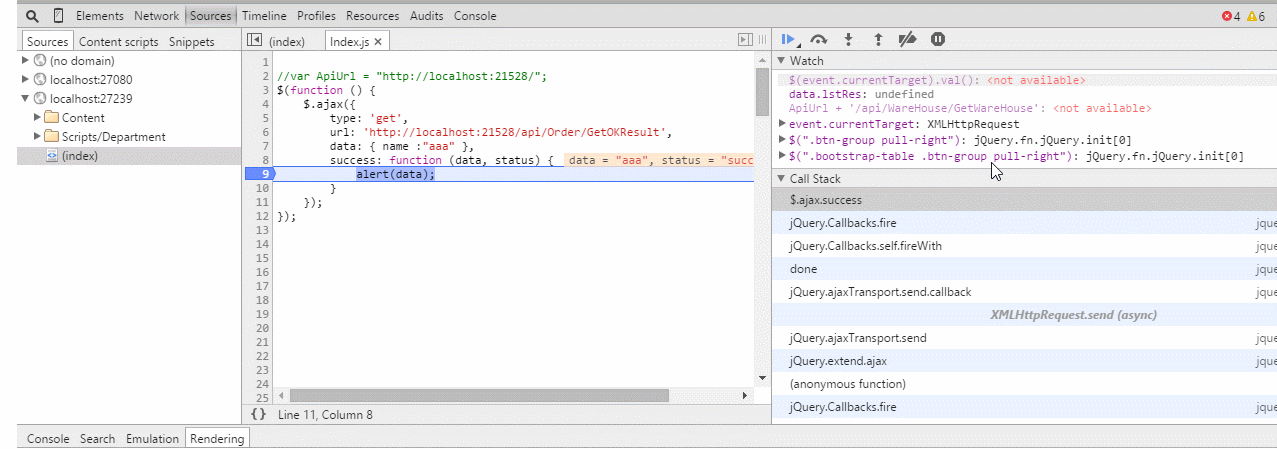 Elements Network Sources Timeline Profiles Resources Audits Console 4 6
Sources Content scripts Snippets
(no domain)
localhost:27080
localhost:27239
Content
Scripts/Department
(index)
(index) Index.js ×
1
2 //var ApiUrl = "http://localhost:21528/";
3 $(function () {
4 $.ajax({
5 type: 'get',
6 url: 'http://localhost:21528/api/Order/GetOKResult',
7 data: { name :"aaa" },
8 success: function (data, status) { data = "aaa", status = "succ
9 alert(data);
10 }
11 });
12 });
13
14
15
16
17
18
19
20
21
22
23
24
25
{} Line 11, Column 8
Watch
$(event.currentTarget).val(): <not available>
data.lstRes: undefined
ApiUrl + '/api/WareHouse/GetWareHouse': <not available>
event.currentTarget: XMLHttpRequest
$(".btn-group pull-right"): jQuery.fn.jQuery.init[0]
$(".bootstrap-table .btn-group pull-right"): jQuery.fn.jQuery.init[0]
Call Stack
$.ajax.success
jQuery.Callbacks.fire jque
jQuery.Callbacks.self.fireWith jque
done jque
jQuery.ajaxTransport.send.callback jque
XMLHttpRequest.send (async)
jQuery.ajaxTransport.send jque
jQuery.extend.ajax jque
(anonymous function)
jQuery.Callbacks.fire jque
Console Search Emulation Rendering